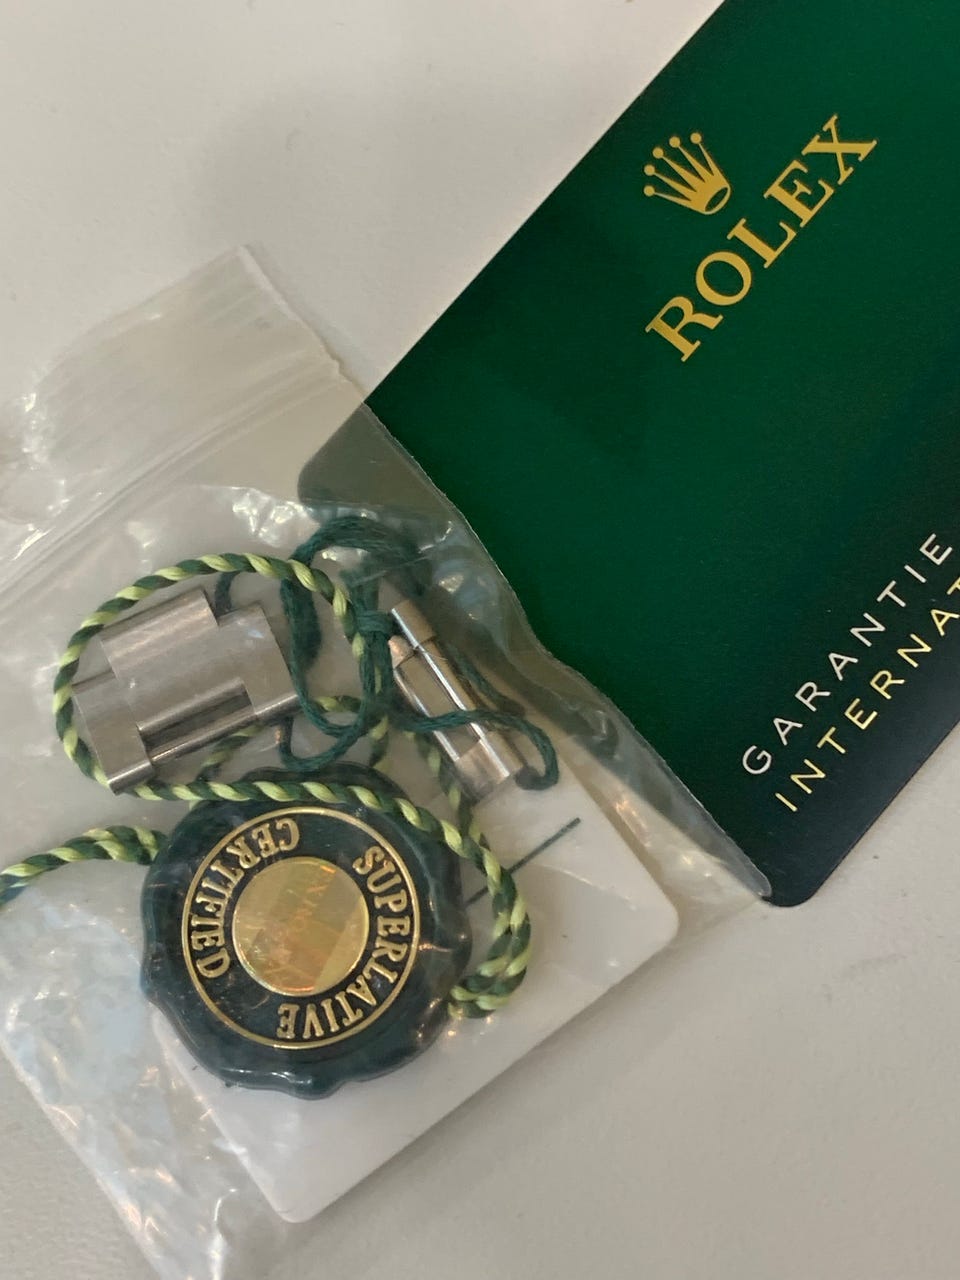 ROLEX
GARANTIE
INTERNAT
SUPERLATIVE
CERTIFIED